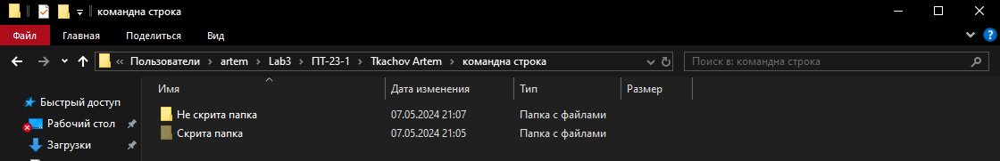 командна строка
Файл Главная Поделиться Вид
Пользователи artem Lab3 ПТ-23-1 Tkachov Artem командна строка Поиск в: командна строка
Имя Дата изменения Тип Размер
Быстрый доступ
Не скрита папка 07.05.2024 21:07 Папка с файлами
Рабочий стол
Скрита папка 07.05.2024 21:05 Папка с файлами
Загрузки